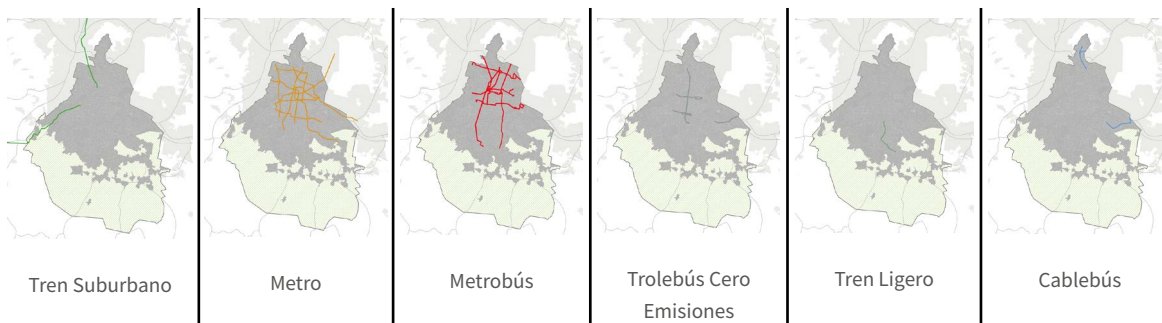 Tren Suburbano
Metro
Metrobús
Trolebús Cero
Emisiones
Tren Ligero
Cablebús